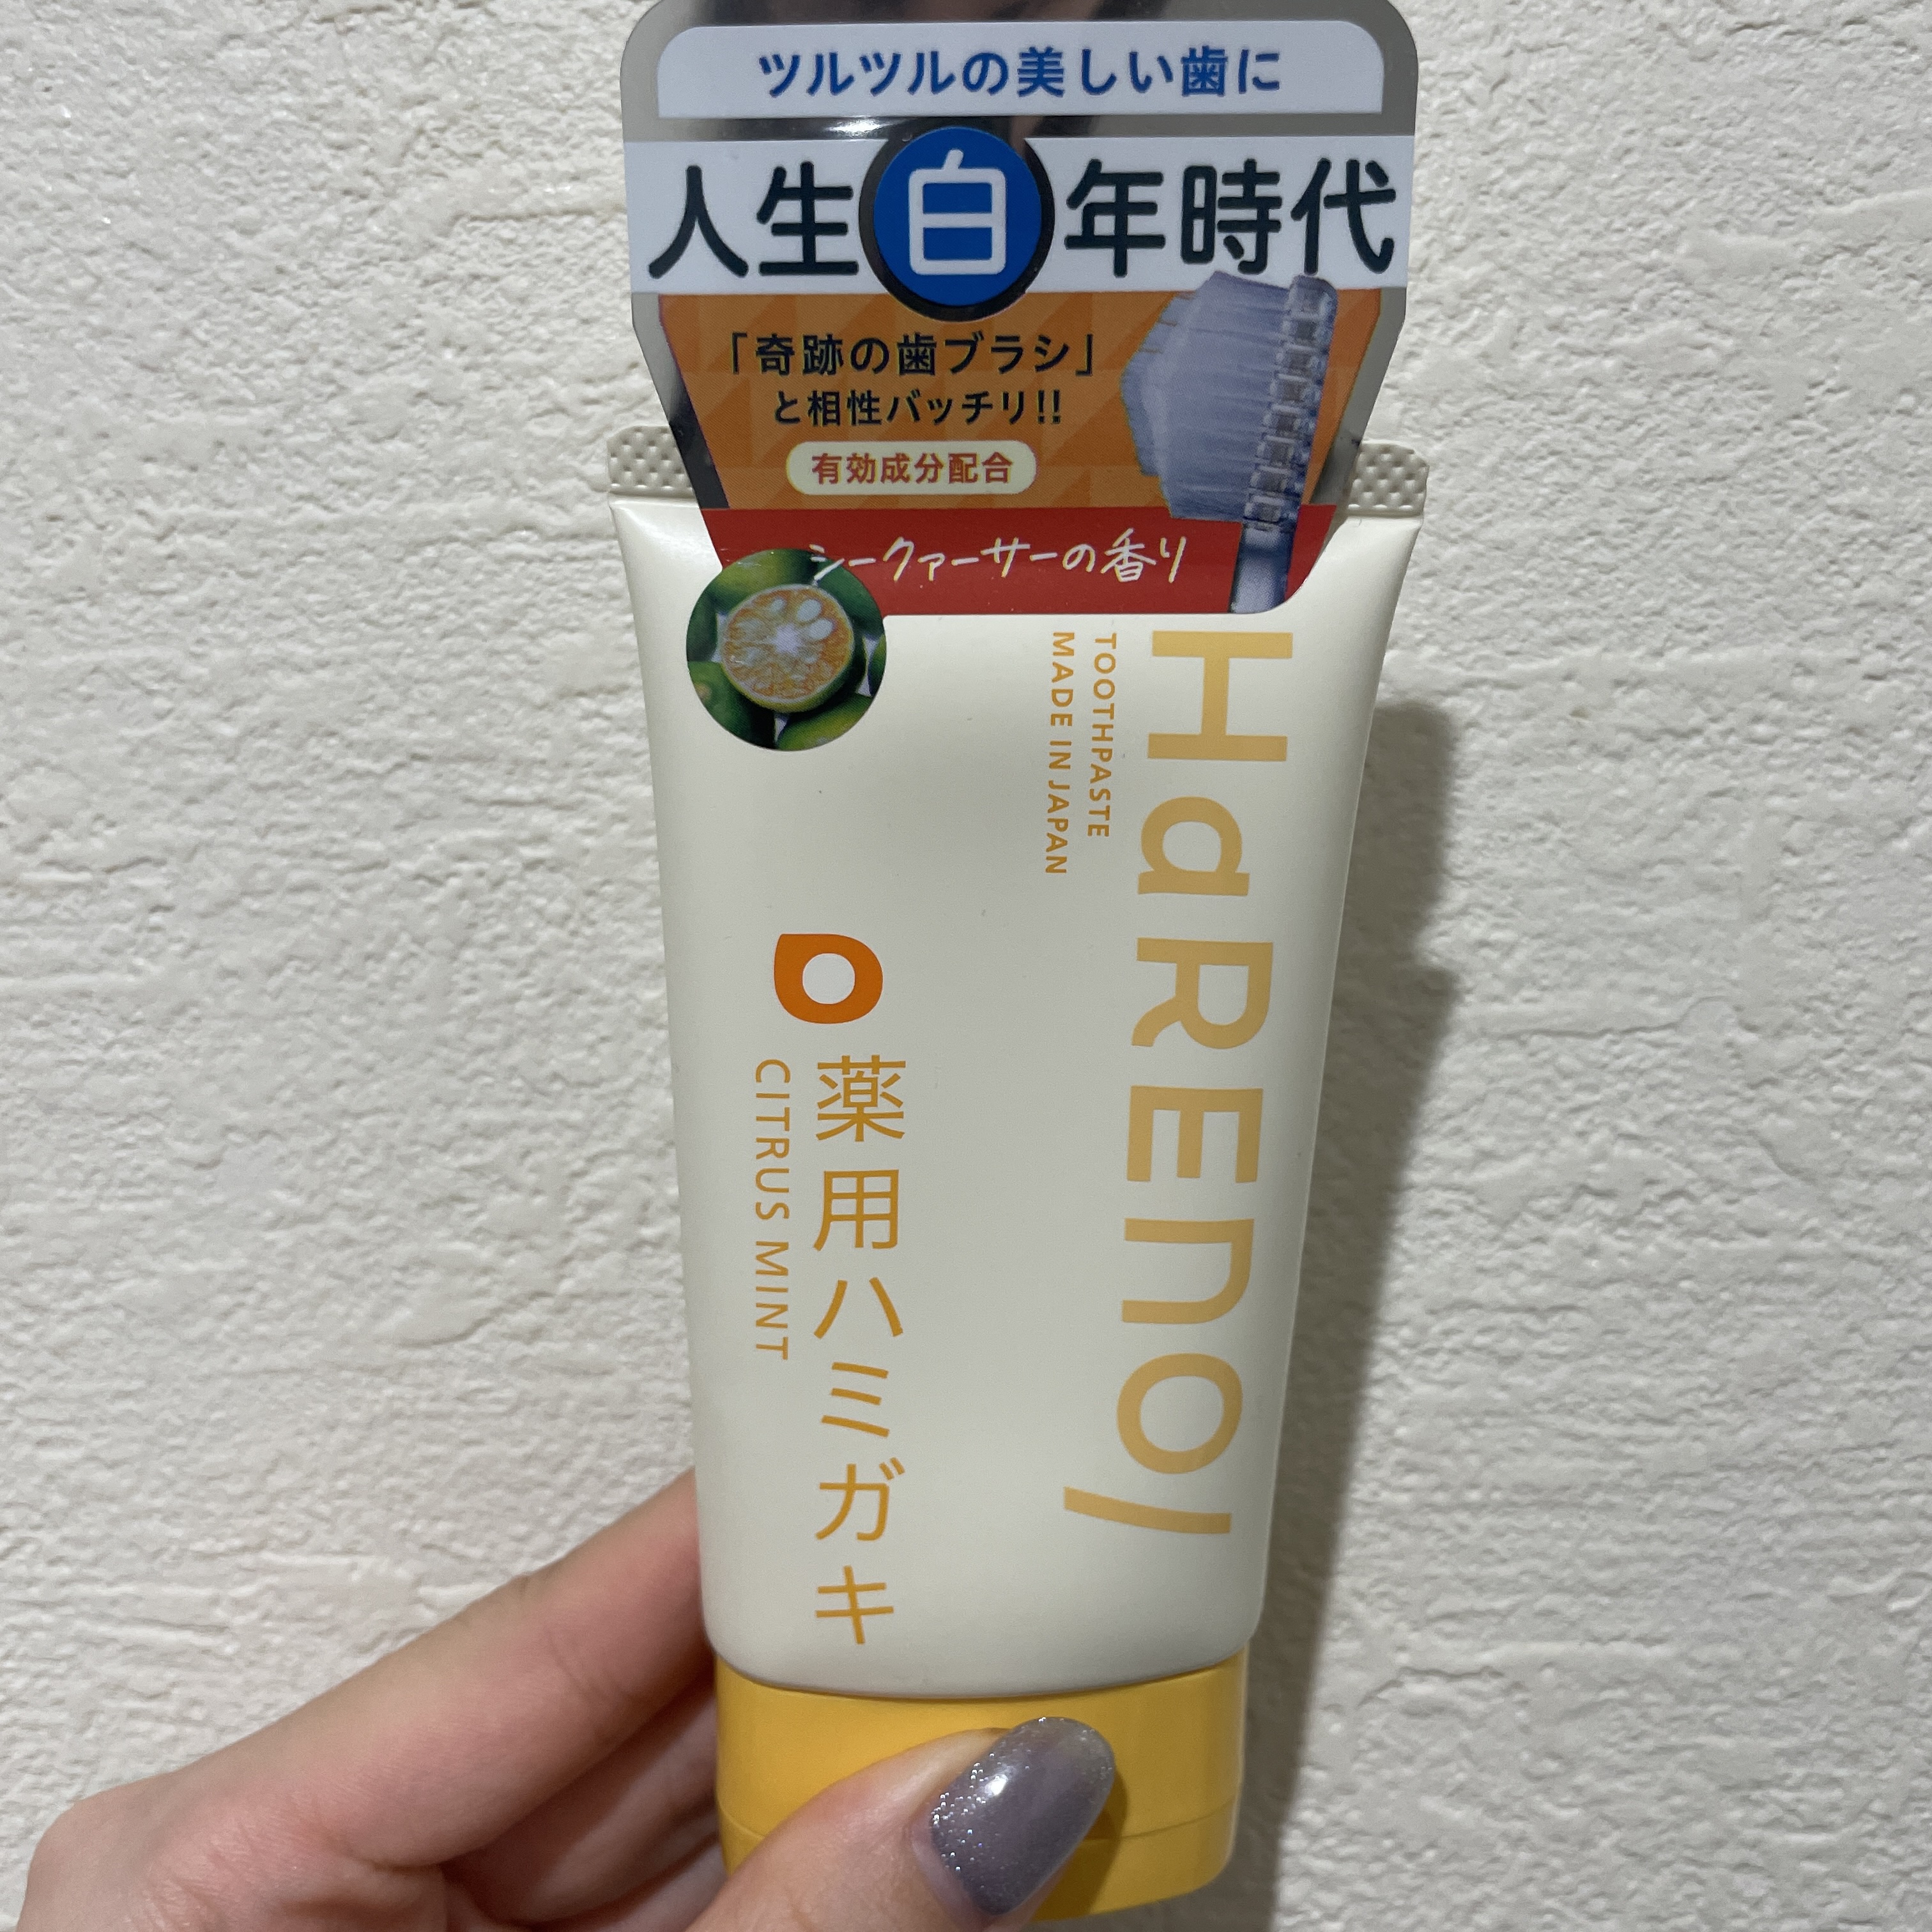 ツルツルの美しい歯に
人生白年時代
「奇跡の歯ブラシ」
と相性バッチリ!!
有効成分配合
シークァーサーの香り
HaRENO
TOOTHPASTE
MADE IN JAPAN
薬用ハミガキ
CITRUS MINT